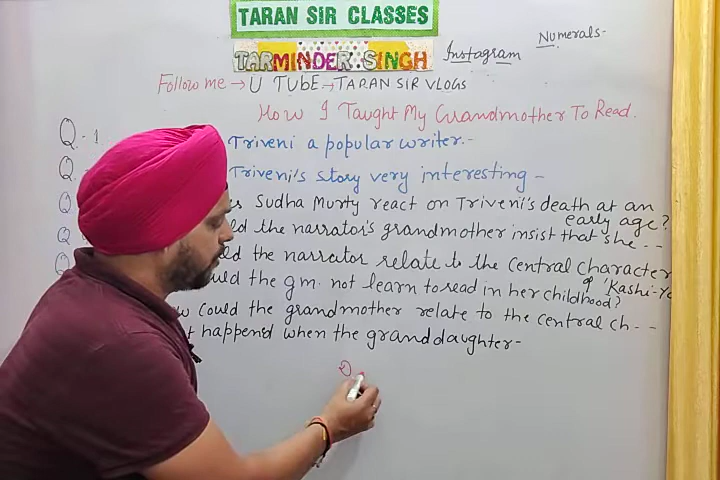 TARAN SIR CLASSES
TARMINDER SINGH
Instagram
Numerals-
Follow me → U TUbE → TARAN SIR VLOGS
How I Taught My Grandmother To Read.
Q-1 Triveni a popular writer.-
Triveni's story very interesting -
Q Sudha Murty react on Triveni's death at an early age?
Q the narrator's grandmother insist that she - -
Q the narrator relate to the central character of 'Kashi-Ya
the gm. not learn to read in her childhood?
could the grandmother relate to the central ch - -
happened when the granddaughter -